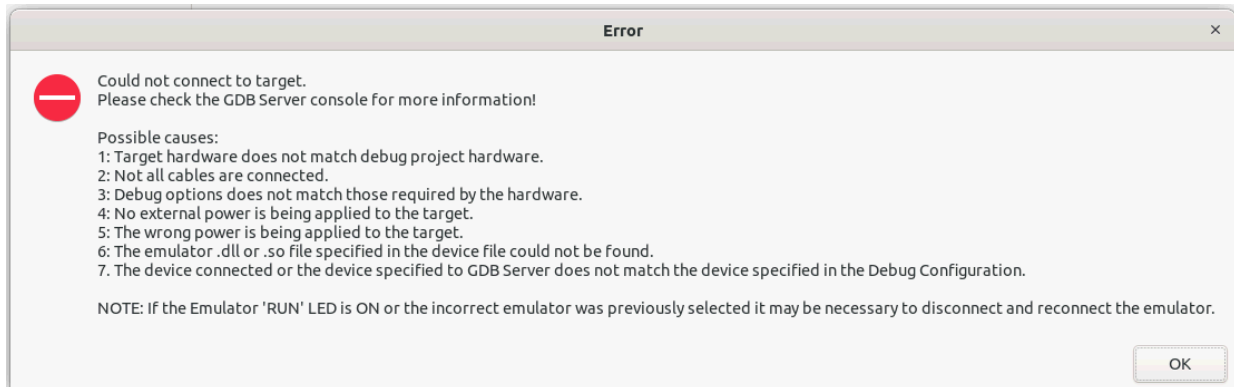 Error
×
Could not connect to target.
Please check the GDB Server console for more information!
Possible causes:
1: Target hardware does not match debug project hardware.
2: Not all cables are connected.
3: Debug options does not match those required by the hardware.
4: No external power is being applied to the target.
5: The wrong power is being applied to the target.
6: The emulator .dll or .so file specified in the device file could not be found.
7. The device connected or the device specified to GDB Server does not match the device specified in the Debug Configuration.
NOTE: If the Emulator 'RUN' LED is ON or the incorrect emulator was previously selected it may be necessary to disconnect and reconnect the emulator.
OK